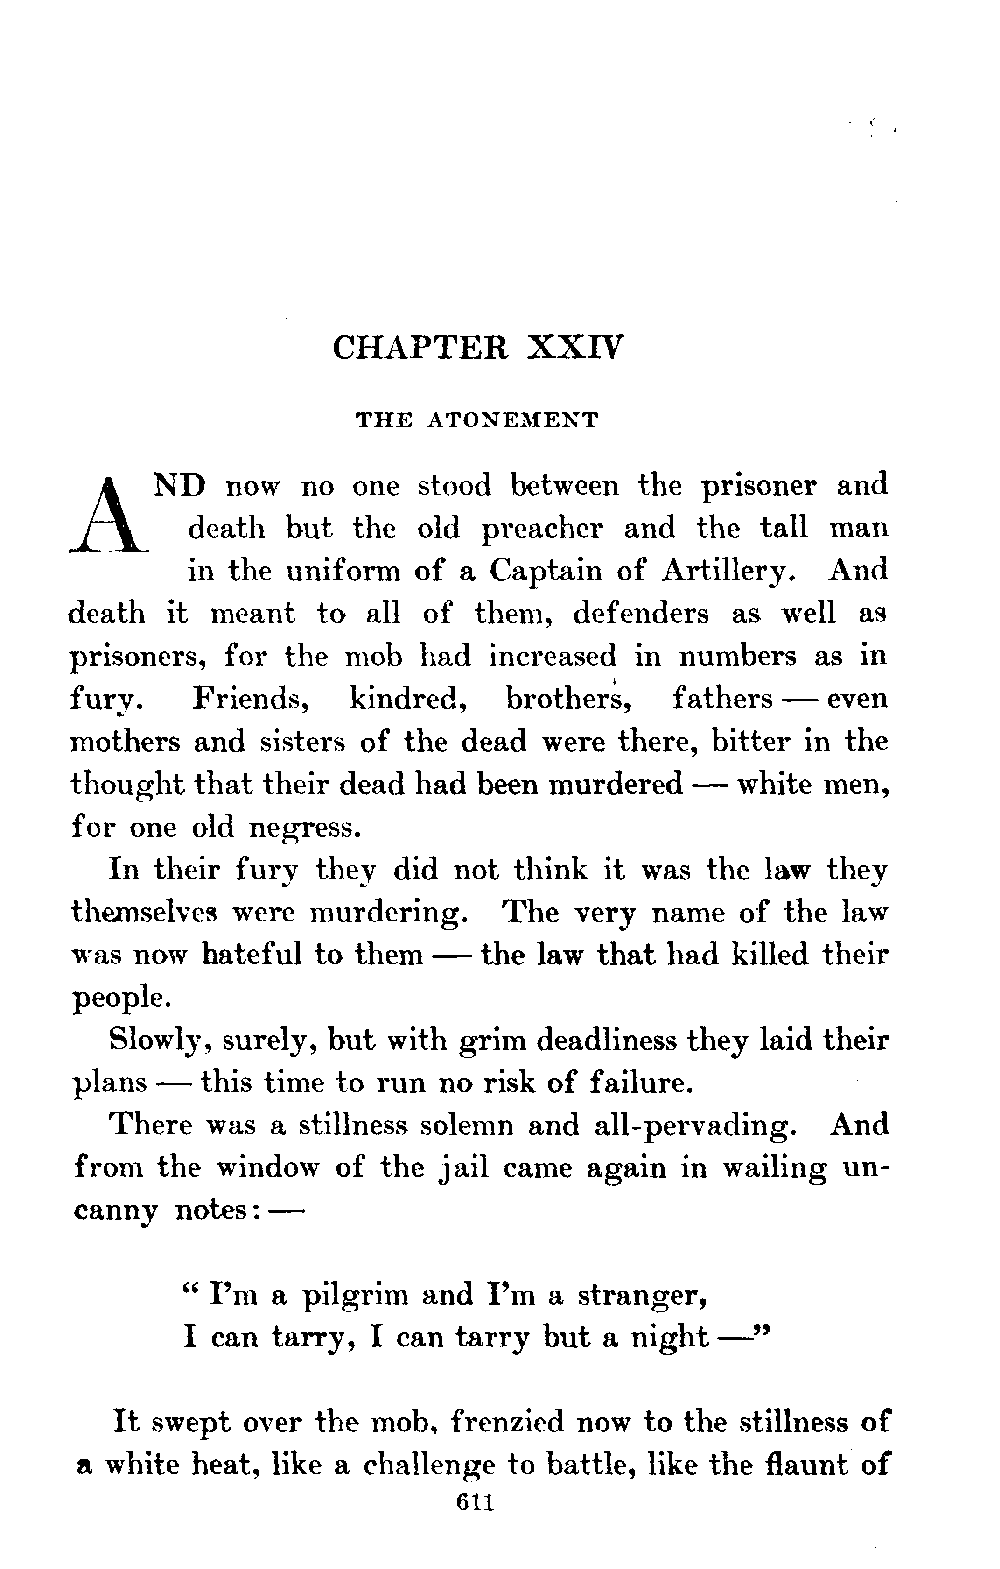 CHAPTER XXIV
THE ATONEMENT
AND now no one stood between the prisoner and
death but the old preacher and the tall man
in the uniform of a Captain of Artillery. And
death it meant to all of them, defenders as well as
prisoners, for the mob had increased in numbers as in
fury. Friends, kindred, brothers, fathers — even
mothers and sisters of the dead were there, bitter in the
thought that their dead had been murdered — white men,
for one old negress.
In their fury they did not think it was the law they
themselves were murdering. The very name of the law
was now hateful to them — the law that had killed their
people.
Slowly, surely, but with grim deadliness they laid their
plans — this time to run no risk of failure.
There was a stillness solemn and all-pervading. And
from the window of the jail came again in wailing un-
canny notes: —
“ I’m a pilgrim and I’m a stranger,
I can tarry, I can tarry but a night —”
It swept over the mob, frenzied now to the stillness of
a white heat, like a challenge to battle, like the flaunt of
611